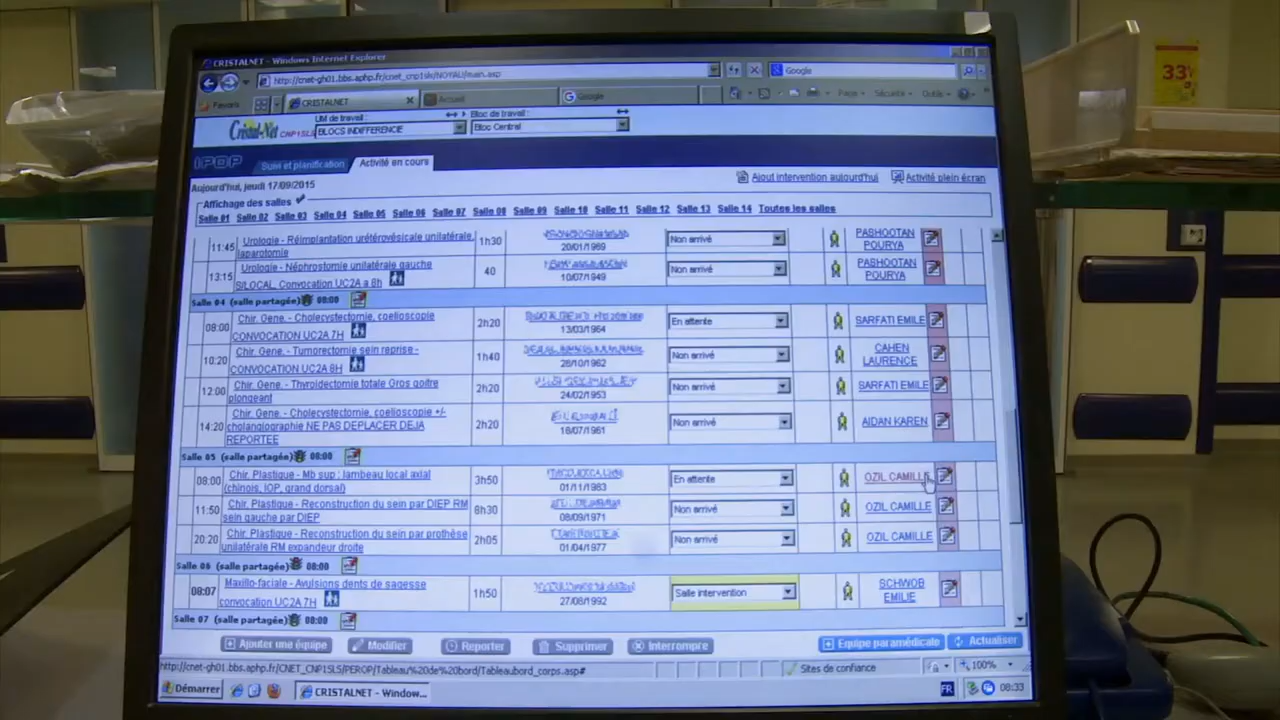 CRISTALNET - Windows Internet Explorer
http://cnet-gh01.bbs.aphp.fr/cnet_cnp1sls/NOYAU/main.asp
Google
Favoris CRISTALNET Accueil Google Page Sécurité Outils
UM de travail : Bloc de travail :
Cristal-Net CNP1SLS BLOCS INDIFFERENCIE Bloc Central
IPOP Suivi et planification Activité en cours
Aujourd'hui, jeudi 17/09/2015 Ajout intervention aujourd'hui Activité plein écran
Affichage des salles
Salle 01 Salle 02 Salle 03 Salle 04 Salle 05 Salle 06 Salle 07 Salle 08 Salle 09 Salle 10 Salle 11 Salle 12 Salle 13 Salle 14 Toutes les salles
11:45 Urologie - Réimplantation urétérovésicale unilatérale, laparotomie 1h30 20/01/1969 Non arrivé PASHOOTAN POURYA
13:15 Urologie - Néphrostomie unilatérale gauche SILOCAL, Convocation UC2A a 8h 40 10/07/1949 Non arrivé PASHOOTAN POURYA
Salle 04 (salle partagée) 08:00
08:00 Chir. Gene. - Cholecystectomie, coelioscopie CONVOCATION UC2A 7H 2h20 13/03/1964 En attente SARFATI EMILE
10:20 Chir. Gene. - Tumorectomie sein reprise - CONVOCATION UC2A 8H 1h40 28/10/1962 Non arrivé CAHEN LAURENCE
12:00 Chir. Gene. - Thyroidectomie totale Gros goitre plongeant 2h20 24/02/1953 Non arrivé SARFATI EMILE
14:20 Chir. Gene. - Cholecystectomie, coelioscopie +/- cholangiographie NE PAS DEPLACER DEJA REPORTEE 2h20 16/07/1961 Non arrivé AIDAN KAREN
Salle 05 08:00
08:00 Chir. Plastique - Mb sup : lambeau local axial (chinois, IOP, grand dorsal) 3h50 01/11/1983 En attente OZIL CAMILLE
11:50 Chir. Plastique - Reconstruction du sein par DIEP RM sein gauche par DIEP 8h30 08/09/1971 Non arrivé OZIL CAMILLE
20:20 Chir. Plastique - Reconstruction du sein par prothèse unilatérale RM expandeur droite 2h05 01/04/1977 Non arrivé OZIL CAMILLE
Salle 06 (salle partagée) 08:00
08:07 Maxillo-faciale - Avulsions dents de sagesse convocation UC2A 7H 1h50 27/08/1992 Salle intervention SCHWOB EMILIE
Salle 07 (salle partagée) 08:00
Ajouter une équipe Modifier Reporter Supprimer Interrompre Equipe paramédicale Actualiser
http://cnet-gh01.bbs.aphp.fr/CNET_CNP1SLS/PEROP/Tableau%20de%20bord/Tableaubord_corps.asp# Sites de confiance 100%
Démarrer CRISTALNET - Window... FR 08:33
33